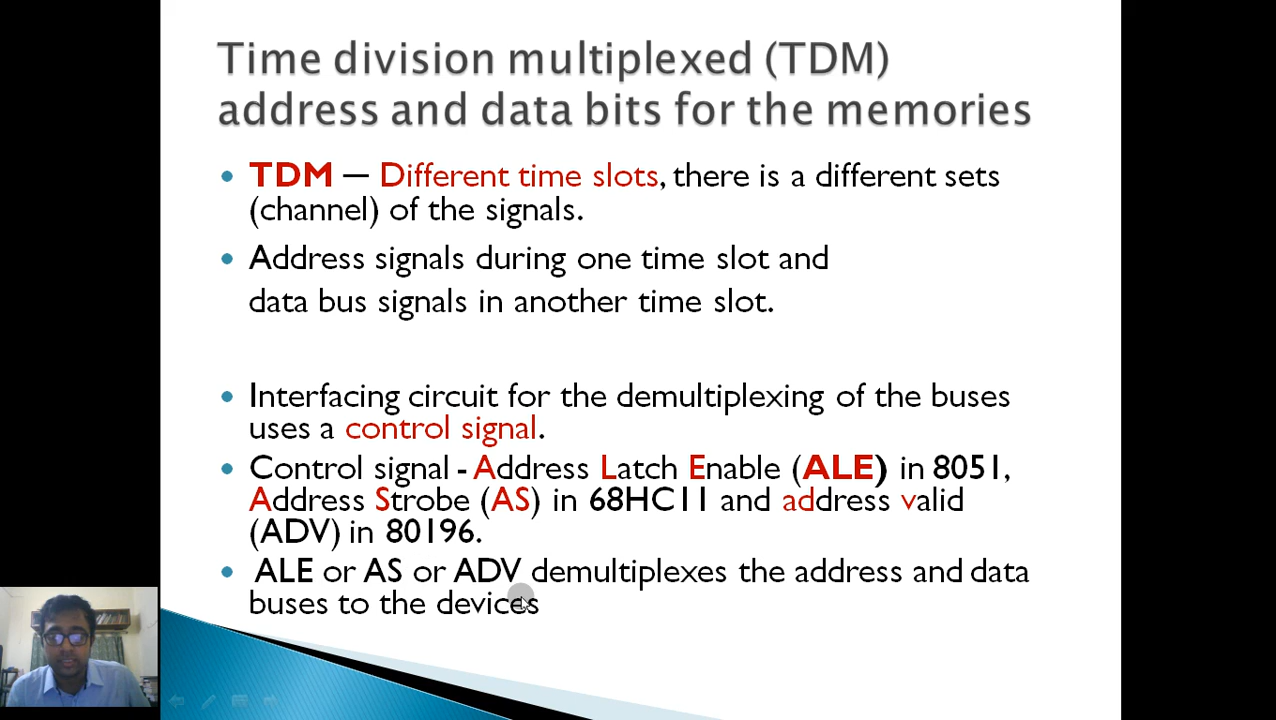 Time division multiplexed (TDM)
address and data bits for the memories
TDM — Different time slots, there is a different sets
(channel) of the signals.
Address signals during one time slot and
data bus signals in another time slot.
Interfacing circuit for the demultiplexing of the buses
uses a control signal.
Control signal - Address Latch Enable (ALE) in 8051,
Address Strobe (AS) in 68HC11 and address valid
(ADV) in 80196.
ALE or AS or ADV demultiplexes the address and data
buses to the devices